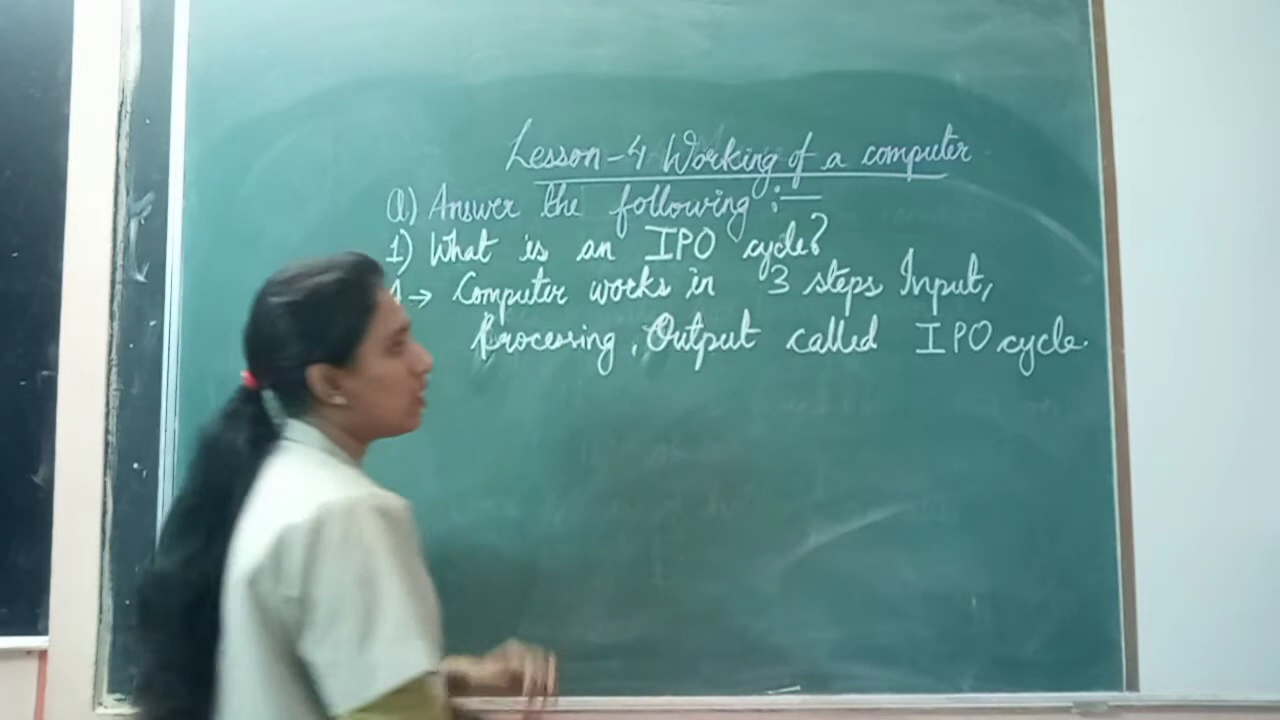 Lesson-4 Working of a computer
Q) Answer the following :—
1) What is an IPO cycle?
A→ Computer works in 3 steps Input,
Processing, Output called IPO cycle.